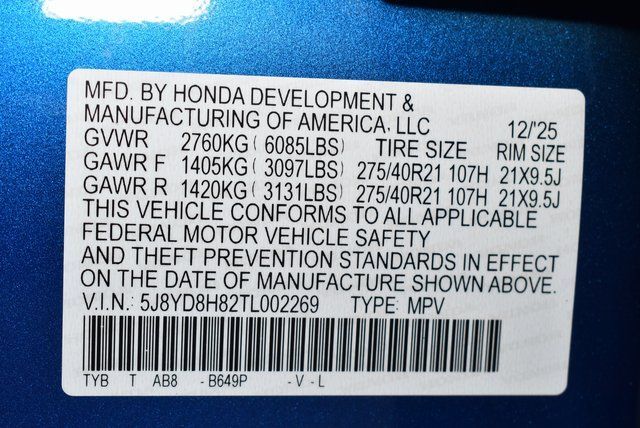 MFD. BY HONDA DEVELOPMENT &
MANUFACTURING OF AMERICA, LLC 12/'25
GVWR 2760KG (6085LBS) TIRE SIZE RIM SIZE
GAWR F 1405KG (3097LBS) 275/40R21 107H 21X9.5J
GAWR R 1420KG (3131LBS) 275/40R21 107H 21X9.5J
THIS VEHICLE CONFORMS TO ALL APPLICABLE
FEDERAL MOTOR VEHICLE SAFETY
AND THEFT PREVENTION STANDARDS IN EFFECT
ON THE DATE OF MANUFACTURE SHOWN ABOVE.
V.I.N.: 5J8YD8H82TL002269 TYPE: MPV
TYB T AB8 -B649P -V-L